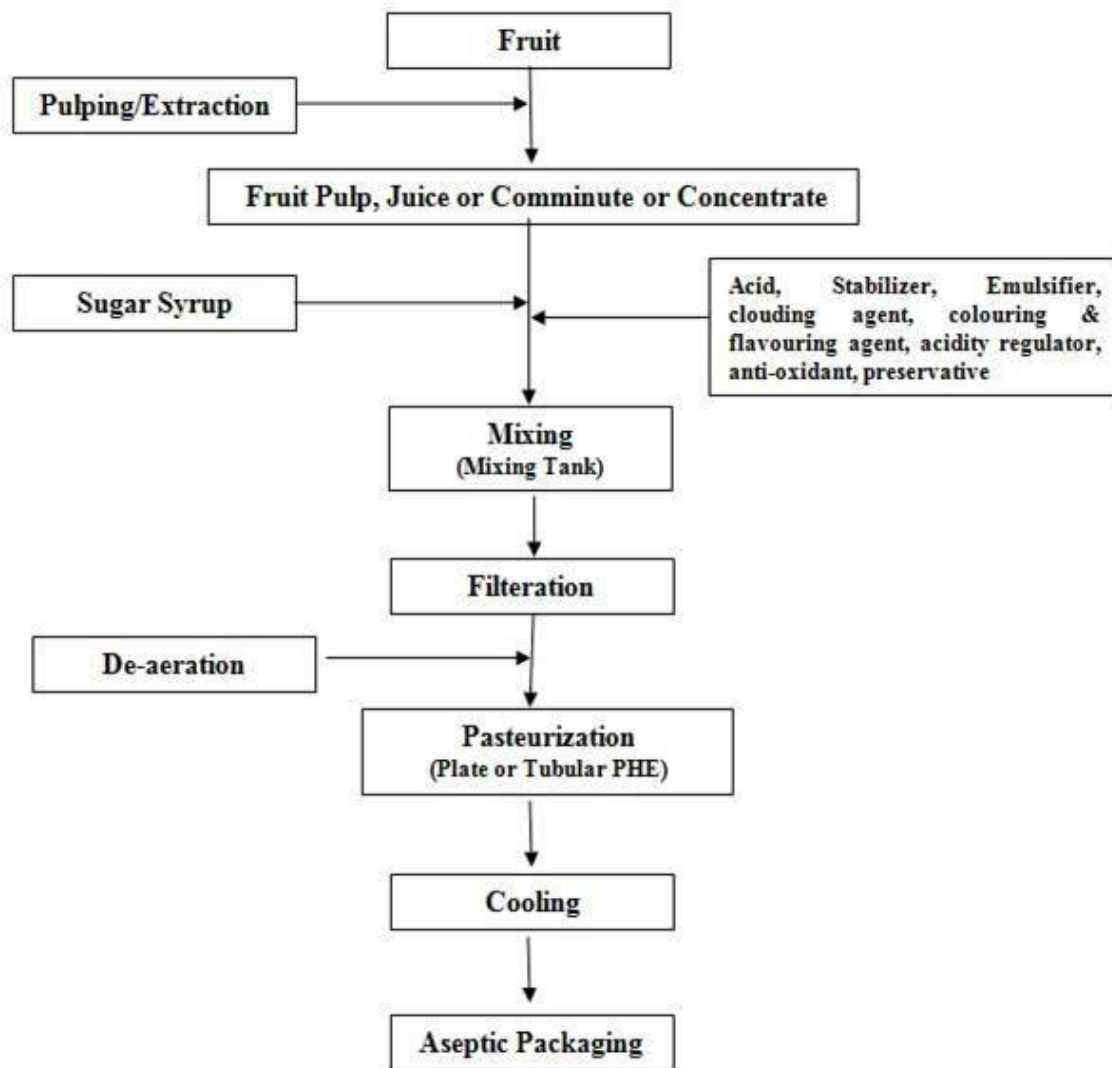 Fruit
Pulping/Extraction
Fruit Pulp, Juice or Comminute or Concentrate
Sugar Syrup
Acid, Stabilizer, Emulsifier,
clouding agent, colouring &
flavouring agent, acidity regulator,
anti-oxidant, preservative
Mixing
(Mixing Tank)
Filteration
De-aeration
Pasteurization
(Plate or Tubular PHE)
Cooling
Aseptic Packaging